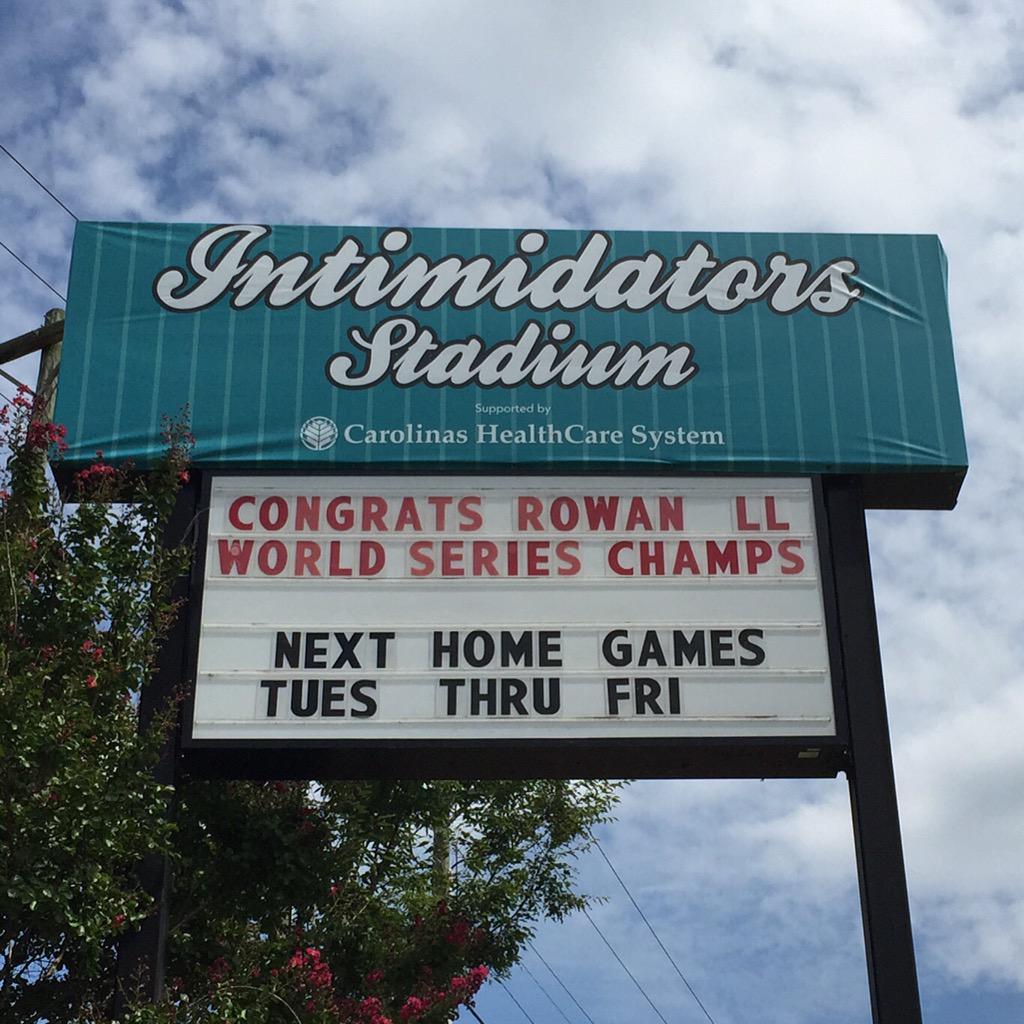 Intimidators
Stadium
Supported by
Carolinas HealthCare System
CONGRATS ROWAN LL
WORLD SERIES CHAMPS
NEXT HOME GAMES
TUES THRU FRI